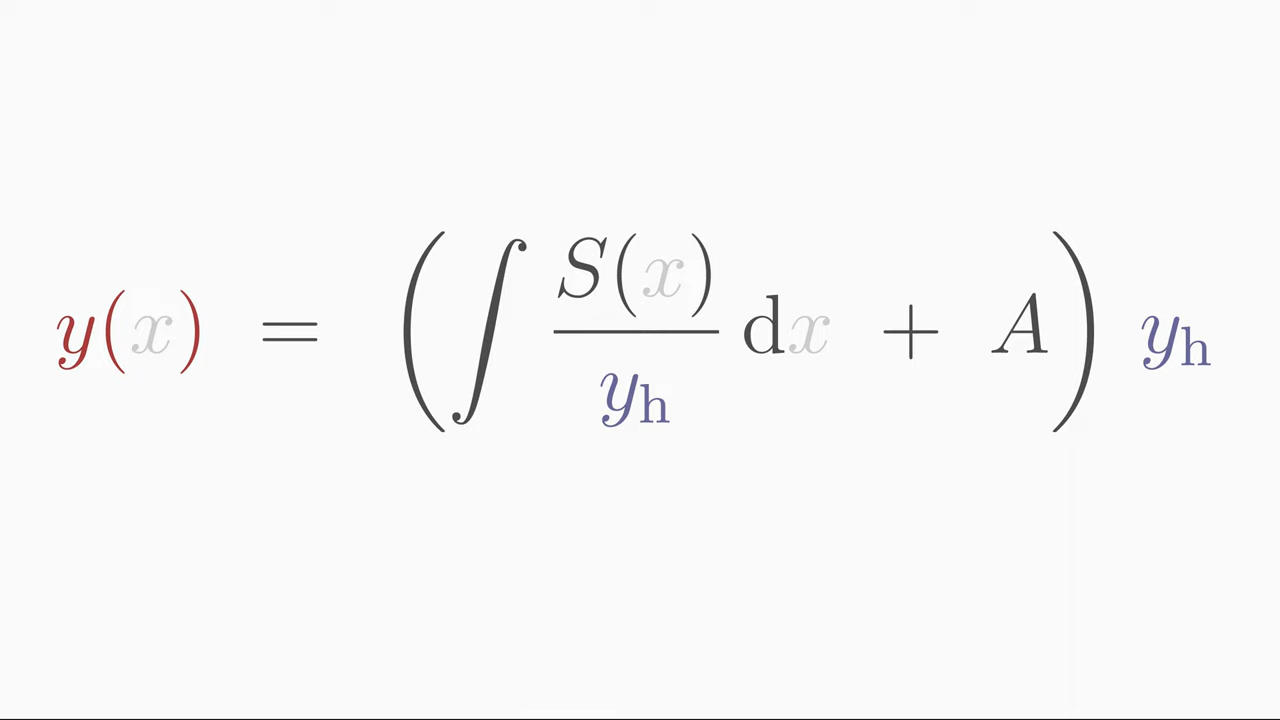 y(x) = (∫ S(x)/y_h dx + A) y_h